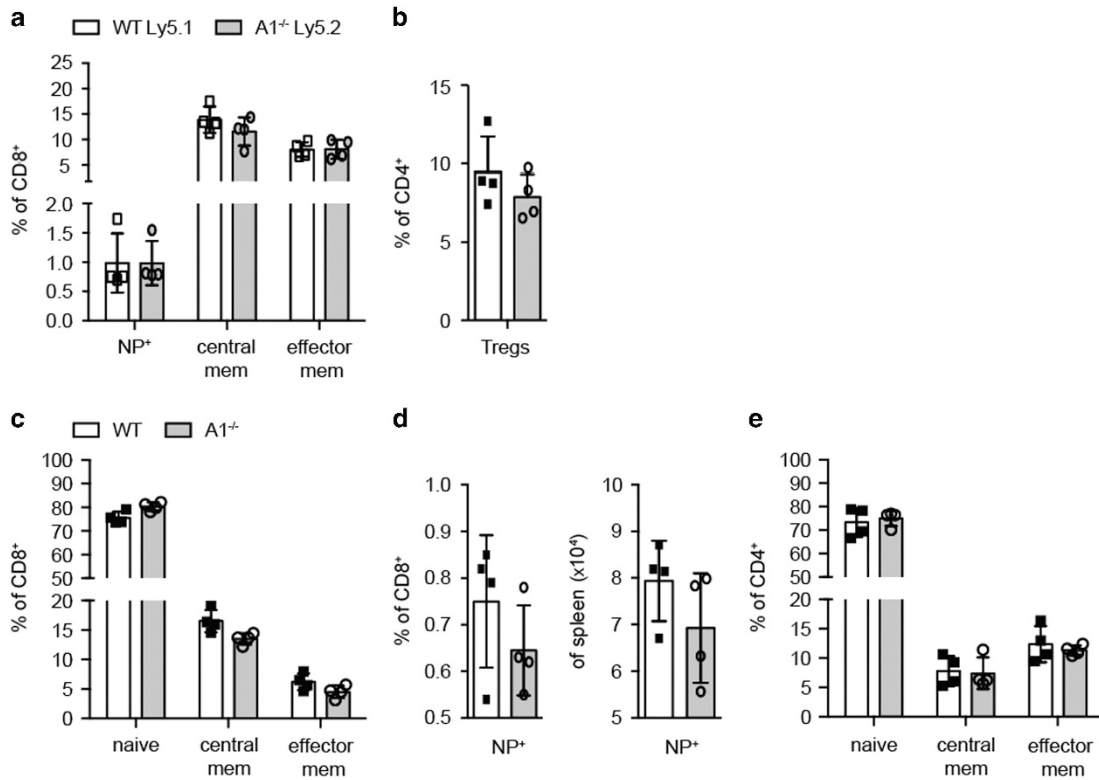 a
WT Ly5.1
A1-/- Ly5.2
% of CD8+
25
20
15
10
5
2.0
1.5
1.0
0.5
0.0
NP+
central mem
effector mem
b
% of CD4+
15
10
5
0
Tregs
c
WT
A1-/-
% of CD8+
100
90
80
70
60
50
20
15
10
5
0
naive
central mem
effector mem
d
% of CD8+
1.0
0.9
0.8
0.7
0.6
0.5
NP+
of spleen (x10⁴)
10
9
8
7
6
5
NP+
e
% of CD4+
100
90
80
70
60
50
20
15
10
5
0
naive
central mem
effector mem